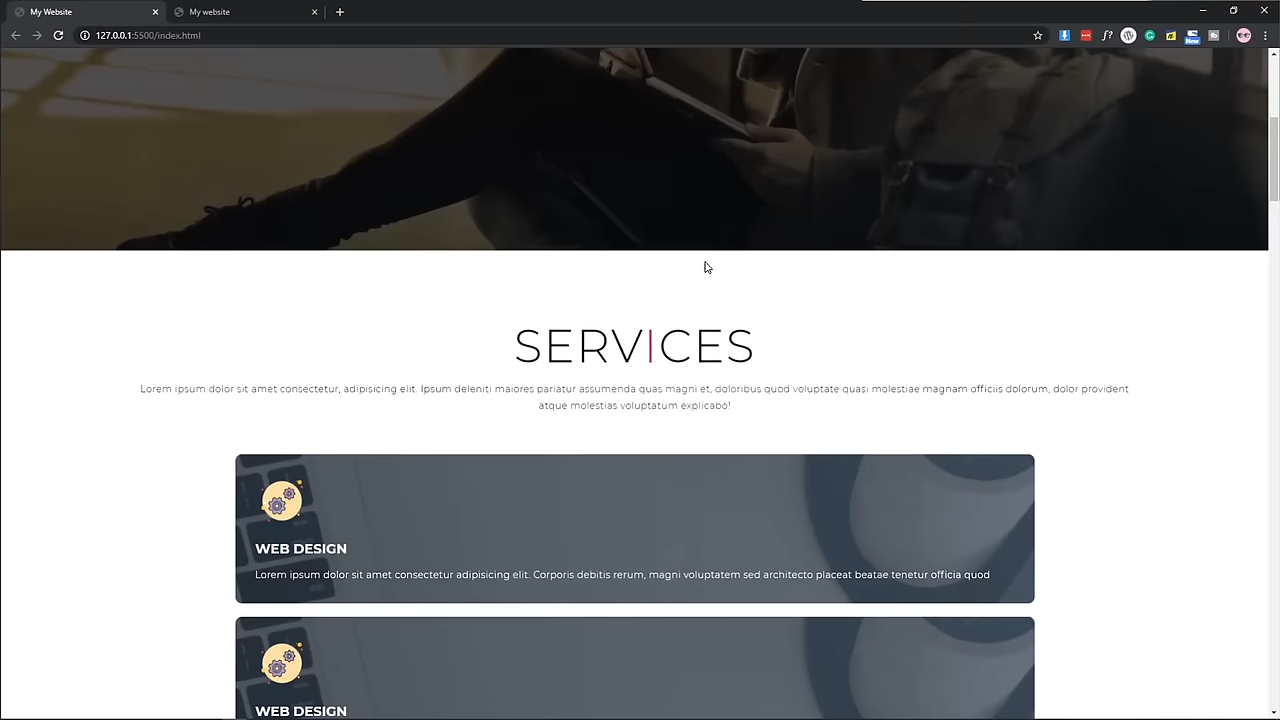 My Website
My website
127.0.0.1:5500/index.html
f?
New
SERVICES
Lorem ipsum dolor sit amet consectetur, adipisicing elit. Ipsum deleniti maiores pariatur assumenda quas magni et, doloribus quod voluptate quasi molestiae magnam officiis dolorum, dolor provident
atque molestias voluptatum explicabo!
WEB DESIGN
Lorem ipsum dolor sit amet consectetur adipisicing elit. Corporis debitis rerum, magni voluptatem sed architecto placeat beatae tenetur officia quod
WEB DESIGN